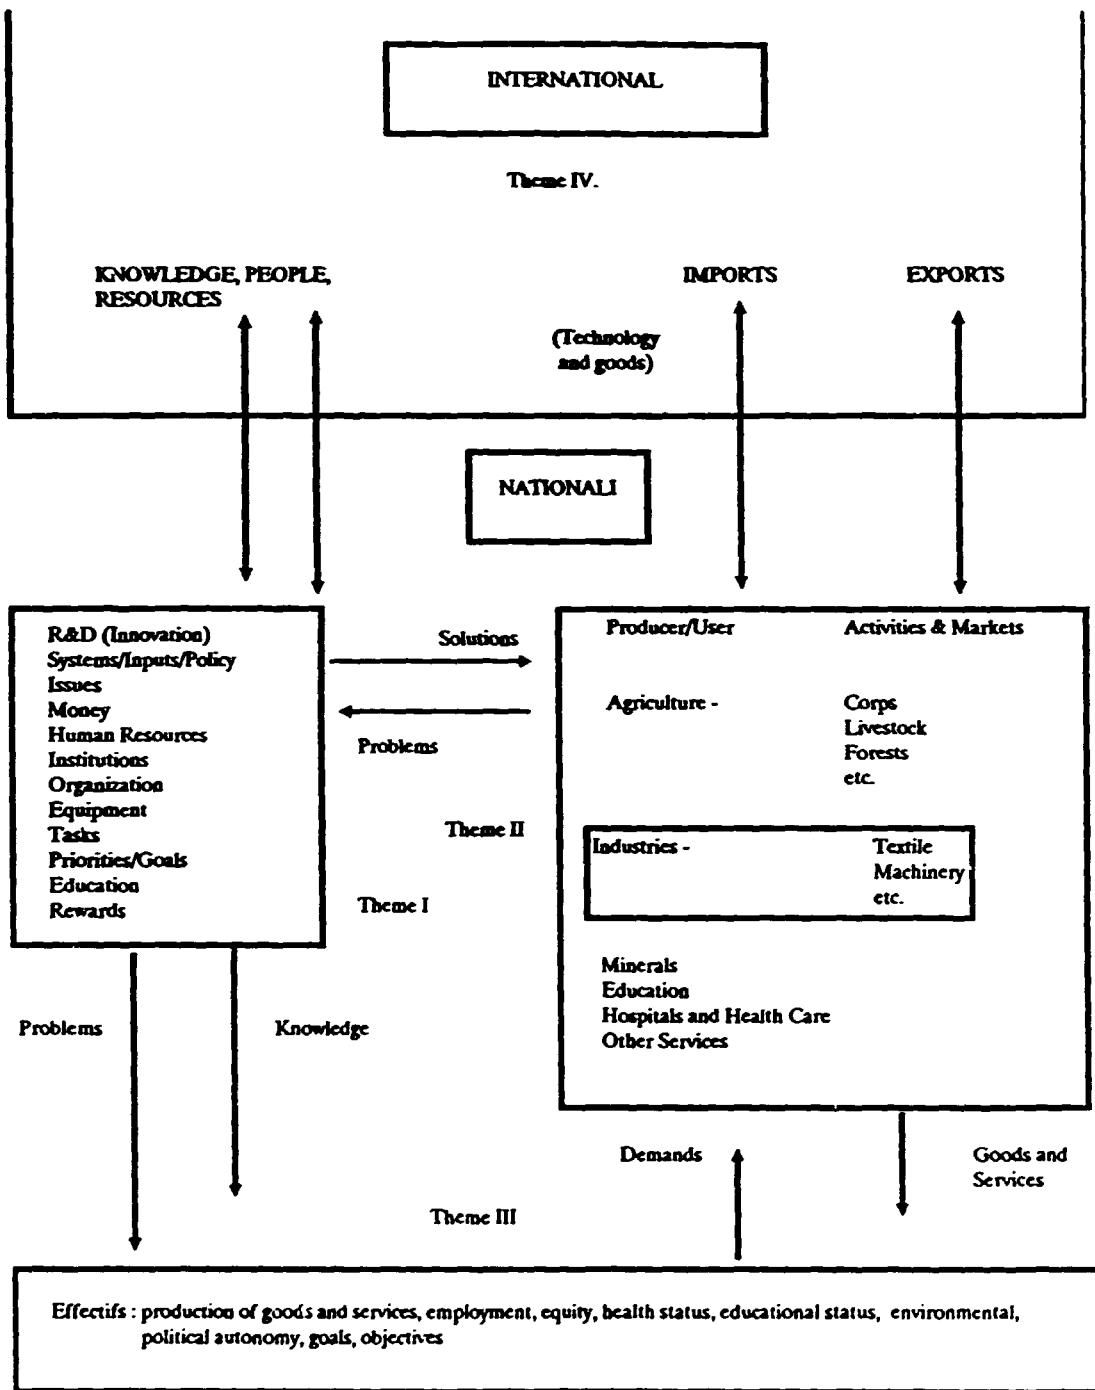 INTERNATIONAL
Theme IV.
KNOWLEDGE, PEOPLE,
RESOURCES
IMPORTS
EXPORTS
(Technology
and goods)
NATIONALI
R&D (Innovation)
Systems/Inputs/Policy
Issues
Money
Human Resources
Institutions
Organization
Equipment
Tasks
Priorities/Goals
Education
Rewards
Solutions
Problems
Theme II
Theme I
Producer/User
Activities & Markets
Agriculture -
Corps
Livestock
Forests
etc.
Industries -
Textile
Machinery
etc.
Minerals
Education
Hospitals and Health Care
Other Services
Problems
Knowledge
Demands
Goods and
Services
Theme III
Effectifs : production of goods and services, employment, equity, health status, educational status, environmental,
political autonomy, goals, objectives